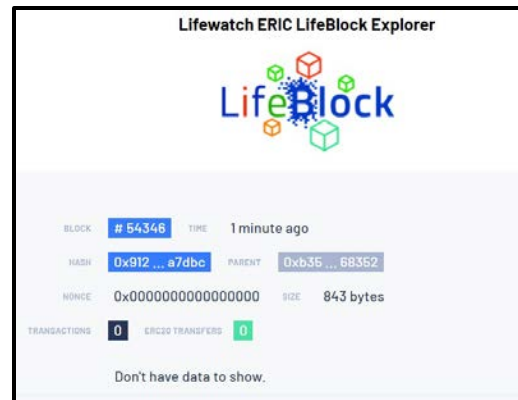 Lifewatch ERIC LifeBlock Explorer
LifeBlock
BLOCK # 54346 TIME 1 minute ago
HASH 0x912 ... a7dbc PARENT 0xb35 ... 68352
NONCE 0x0000000000000000 SIZE 843 bytes
TRANSACTIONS 0 ERC20 TRANSFERS 0
Don't have data to show.